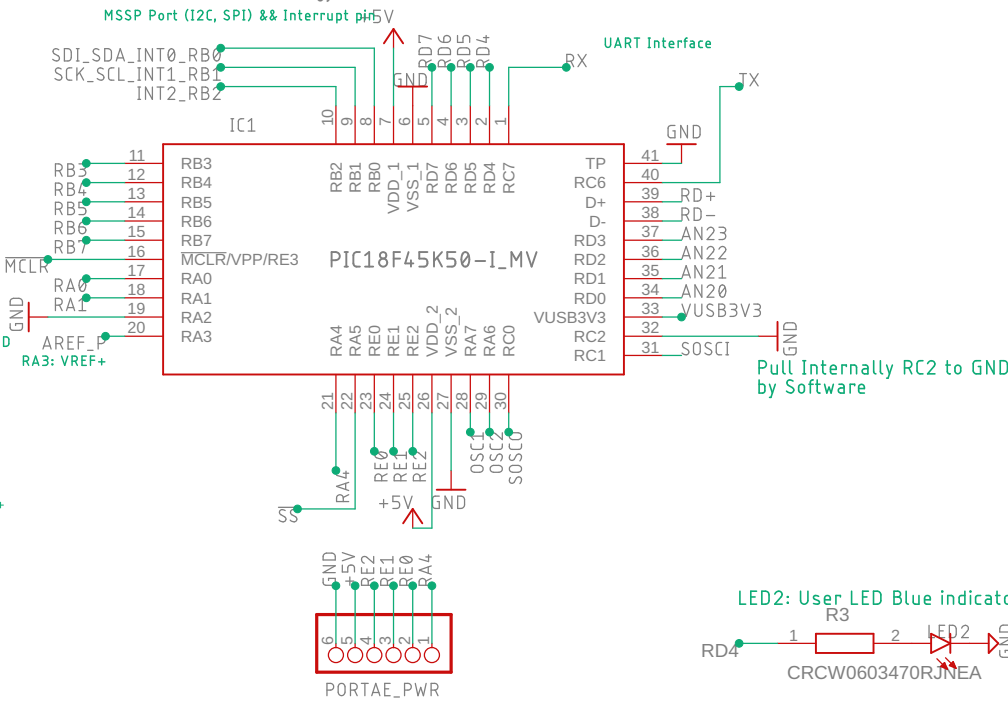 MSSP Port (I2C, SPI) && Interrupt pin
+5V
UART Interface
SDI_SDA_INT0_RB0
SCK_SCL_INT1_RB1
INT2_RB2
GND
RD7
RD6
RD5
RD4
RX
TX
IC1
10
9
8
7
6
5
4
3
2
1
GND
RB2
RB1
RB0
VDD_1
VSS_1
RD7
RD6
RD5
RD4
RC7
RB3 11 RB3
RB4 12 RB4
RB5 13 RB5
RB6 14 RB6
RB7 15 RB7
MCLR 16 MCLR/VPP/RE3
RA0 17 RA0
RA1 18 RA1
GND 19 RA2
AREF_P 20 RA3
D
RA3: VREF+
PIC18F45K50-I_MV
TP 41
RC6 40
D+ 39 RD+
D- 38 RD-
RD3 37 AN23
RD2 36 AN22
RD1 35 AN21
RD0 34 AN20
VUSB3V3 33 VUSB3V3
RC2 32 GND
RC1 31 SOSCI
Pull Internally RC2 to GND
by Software
RA4
RA5
RE0
RE1
RE2
VDD_2
VSS_2
RA7
RA6
RC0
21
22
23
24
25
26
27
28
29
30
RA4
SS
RE0
RE1
RE2
+5V
GND
OSC1
OSC2
SOSCO
GND
+5V
RE2
RE1
RE0
RA4
6
5
4
3
2
1
PORTAE_PWR
LED2: User LED Blue indicato
R3
RD4
1
2
LED2
GND
CRCW0603470RJNEA